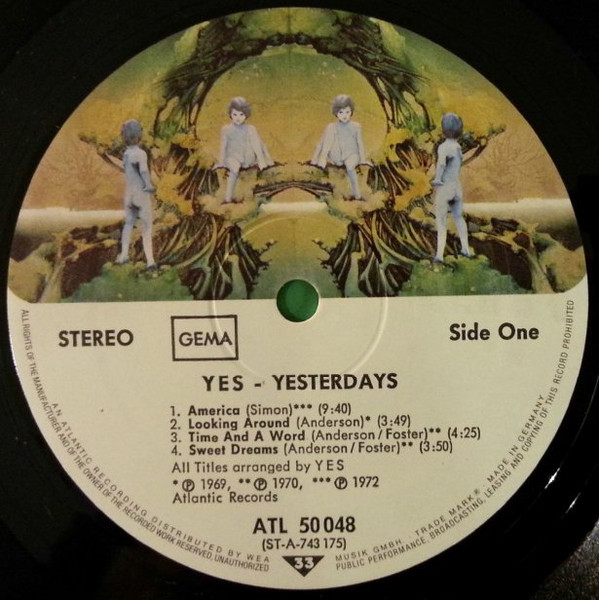 STEREO
GEMA
Side One
YES - YESTERDAYS
1. America (Simon)*** (9:40)
2. Looking Around (Anderson)* (3:49)
3. Time And A Word (Anderson/Foster)** (4:25)
4. Sweet Dreams (Anderson/Foster)** (3:50)
All Titles arranged by YES
* ℗ 1969, ** ℗ 1970, *** ℗ 1972
Atlantic Records
ATL 50 048
(ST-A-743 175)
33
AN ATLANTIC RECORDING DISTRIBUTED BY WEA MUSIK GMBH. TRADE MARK ® MADE IN GERMANY
ALL RIGHTS OF THE MANUFACTURER AND OF THE OWNER OF THE RECORDED WORK RESERVED, UNAUTHORIZED PUBLIC PERFORMANCE, BROADCASTING, LEASING AND COPYING OF THIS RECORD PROHIBITED